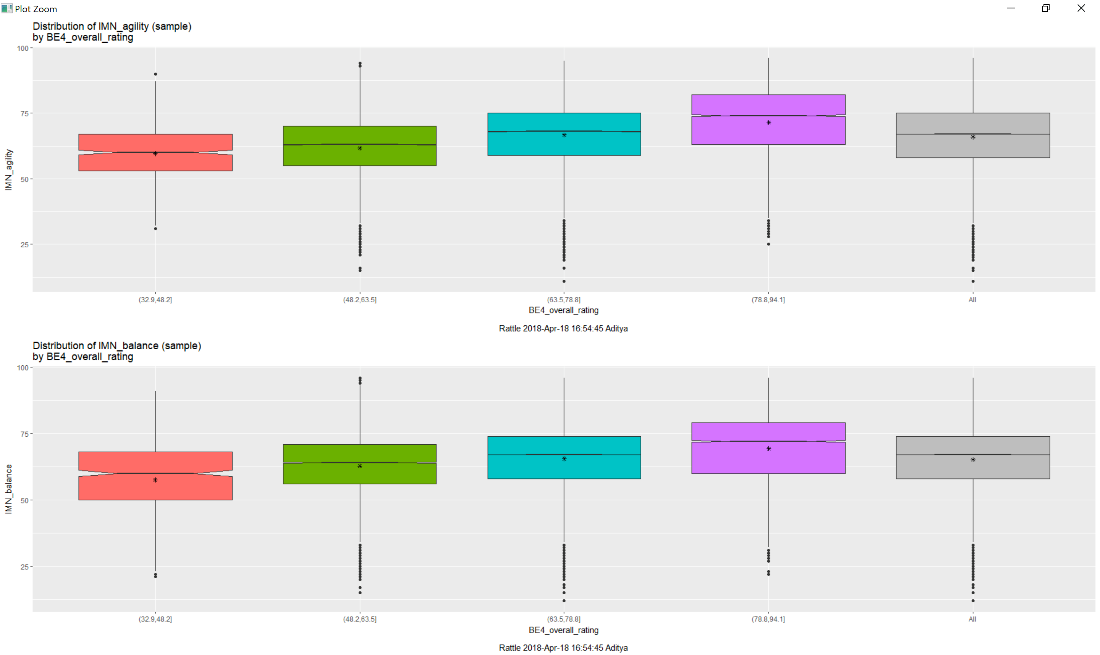 Plot Zoom
Distribution of IMN_agility (sample)
by BE4_overall_rating
100
75
50
25
IMN_agility
(32.9,48.2]
(48.2,63.5]
(63.5,78.8]
(78.8,94.1]
All
BE4_overall_rating
Rattle 2018-Apr-18 16:54:45 Aditya
Distribution of IMN_balance (sample)
by BE4_overall_rating
100
75
50
25
IMN_balance
(32.9,48.2]
(48.2,63.5]
(63.5,78.8]
(78.8,94.1]
All
BE4_overall_rating
Rattle 2018-Apr-18 16:54:45 Aditya